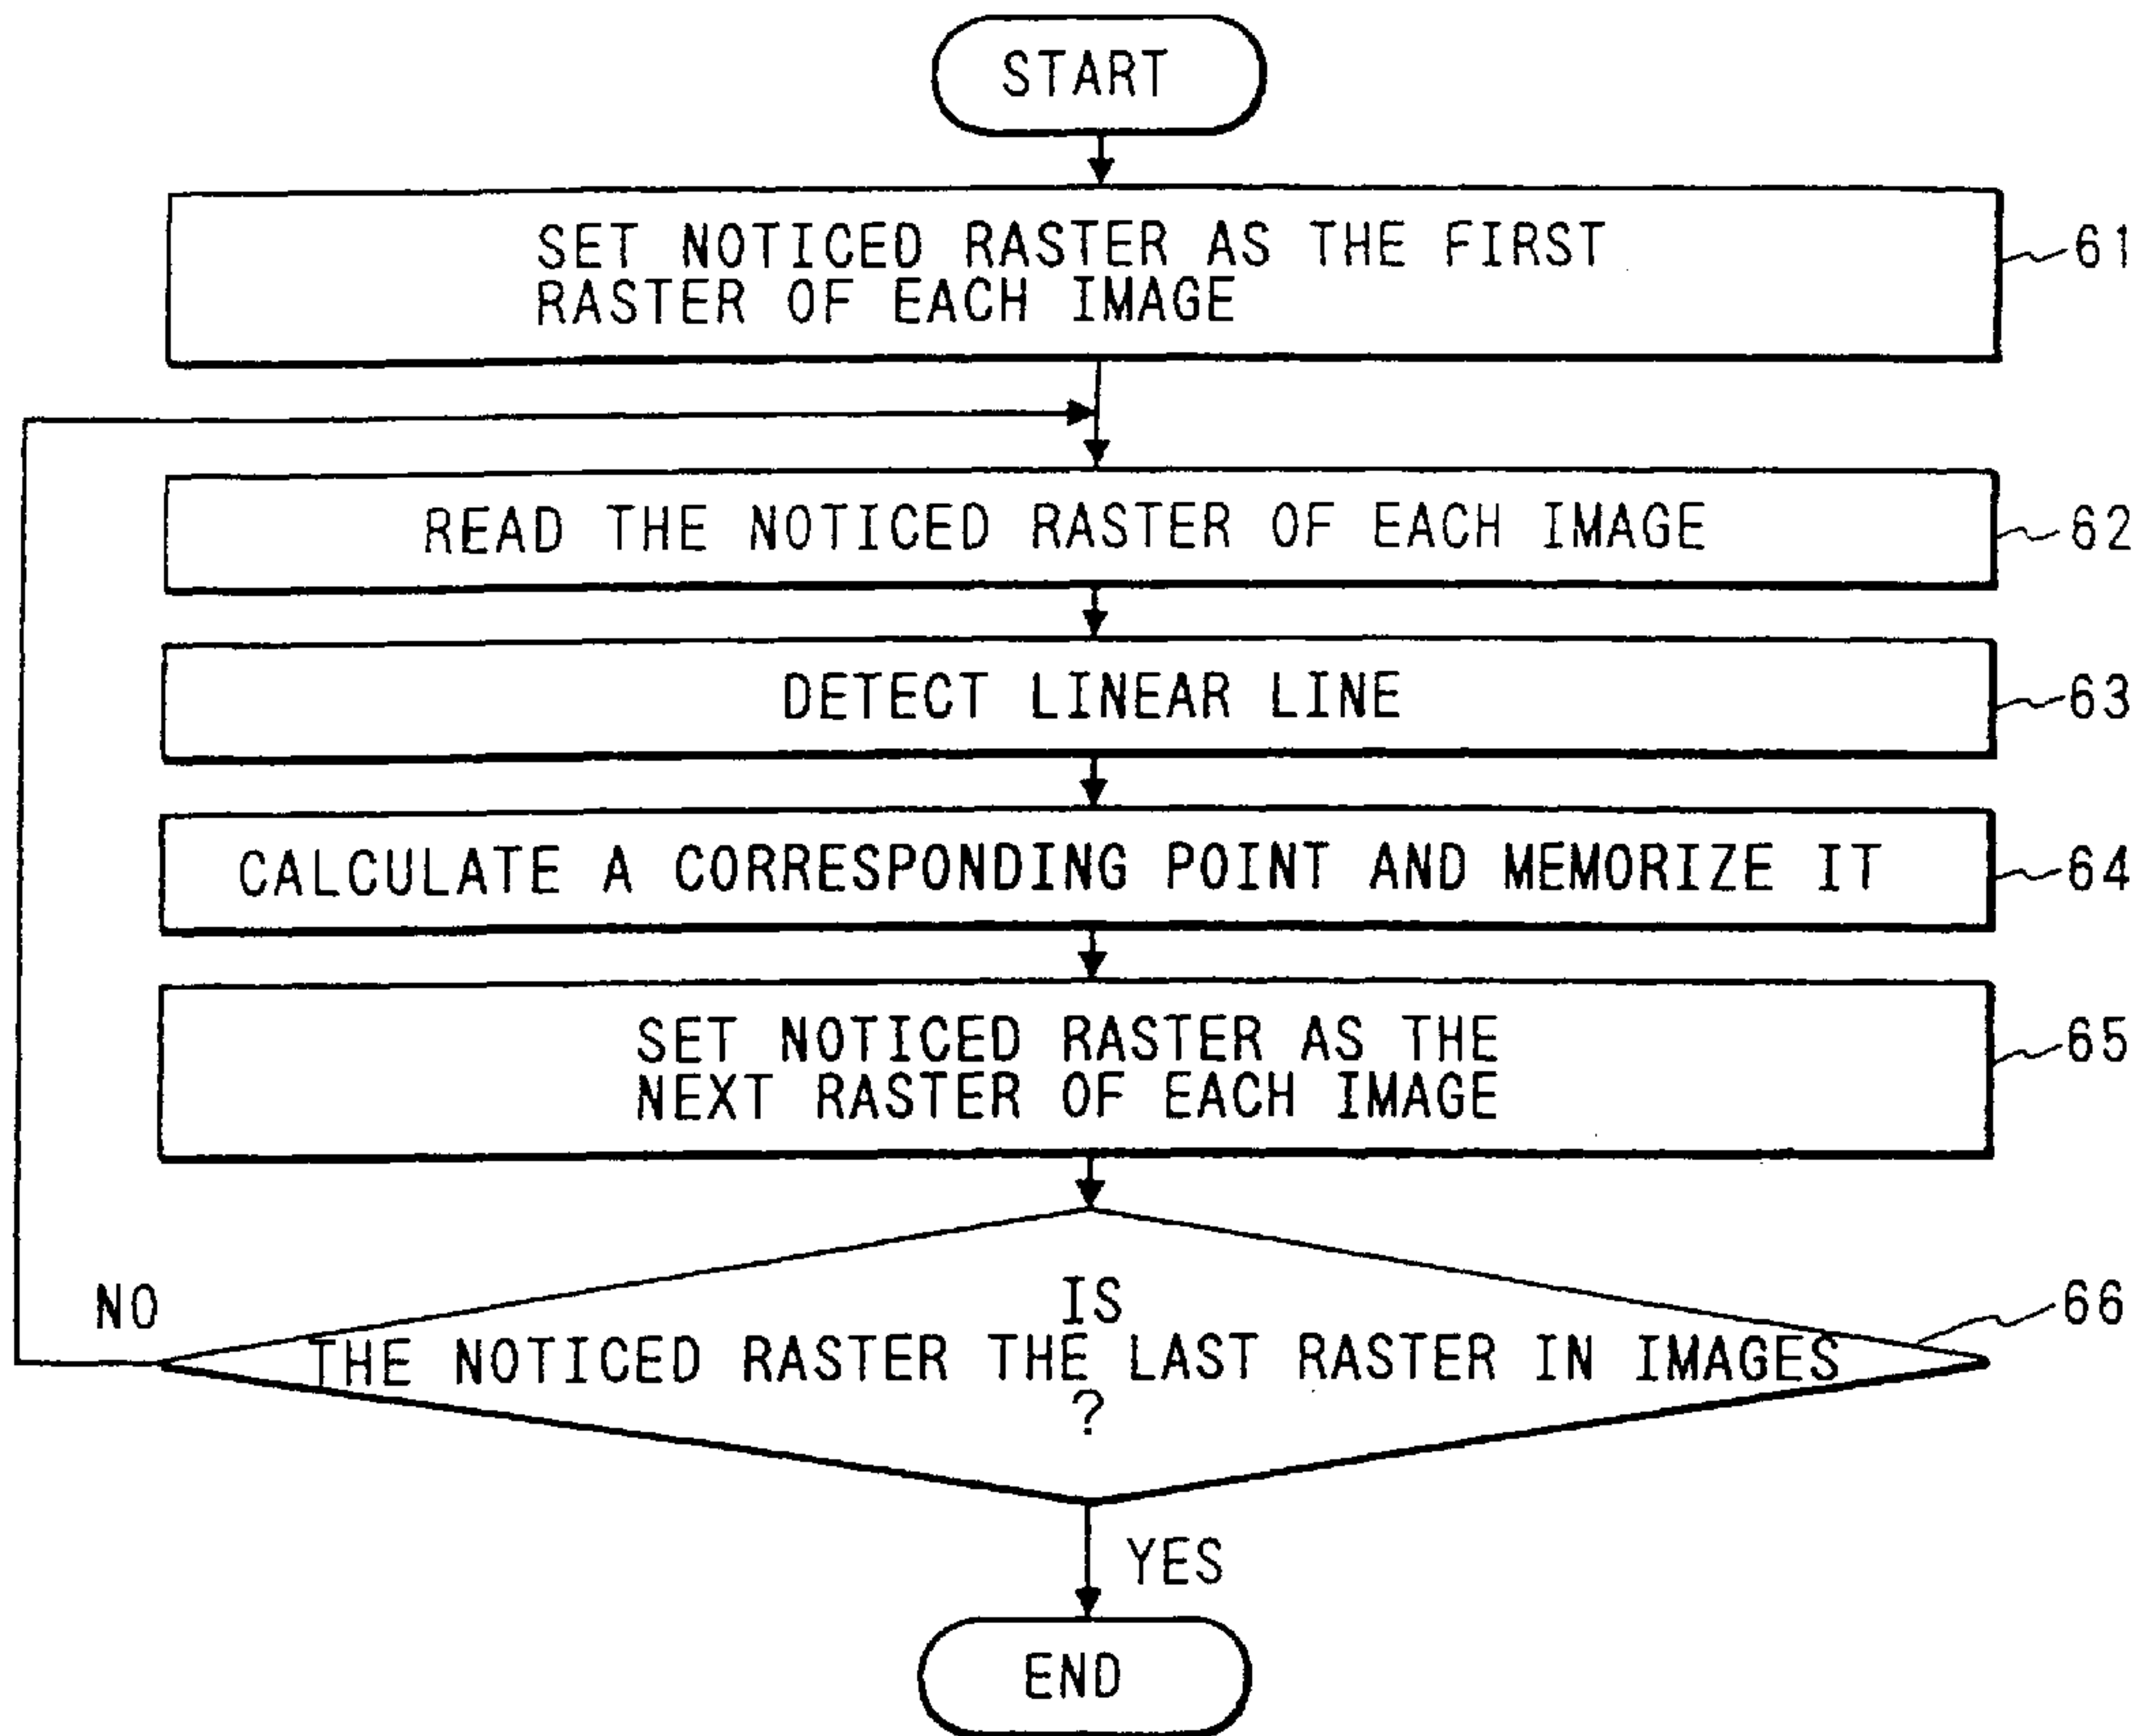 START
SET NOTICED RASTER AS THE FIRST
RASTER OF EACH IMAGE
61
READ THE NOTICED RASTER OF EACH IMAGE
62
DETECT LINEAR LINE
63
CALCULATE A CORRESPONDING POINT AND MEMORIZE IT
64
SET NOTICED RASTER AS THE
NEXT RASTER OF EACH IMAGE
65
NO
IS
THE NOTICED RASTER THE LAST RASTER IN IMAGES
?
66
YES
END